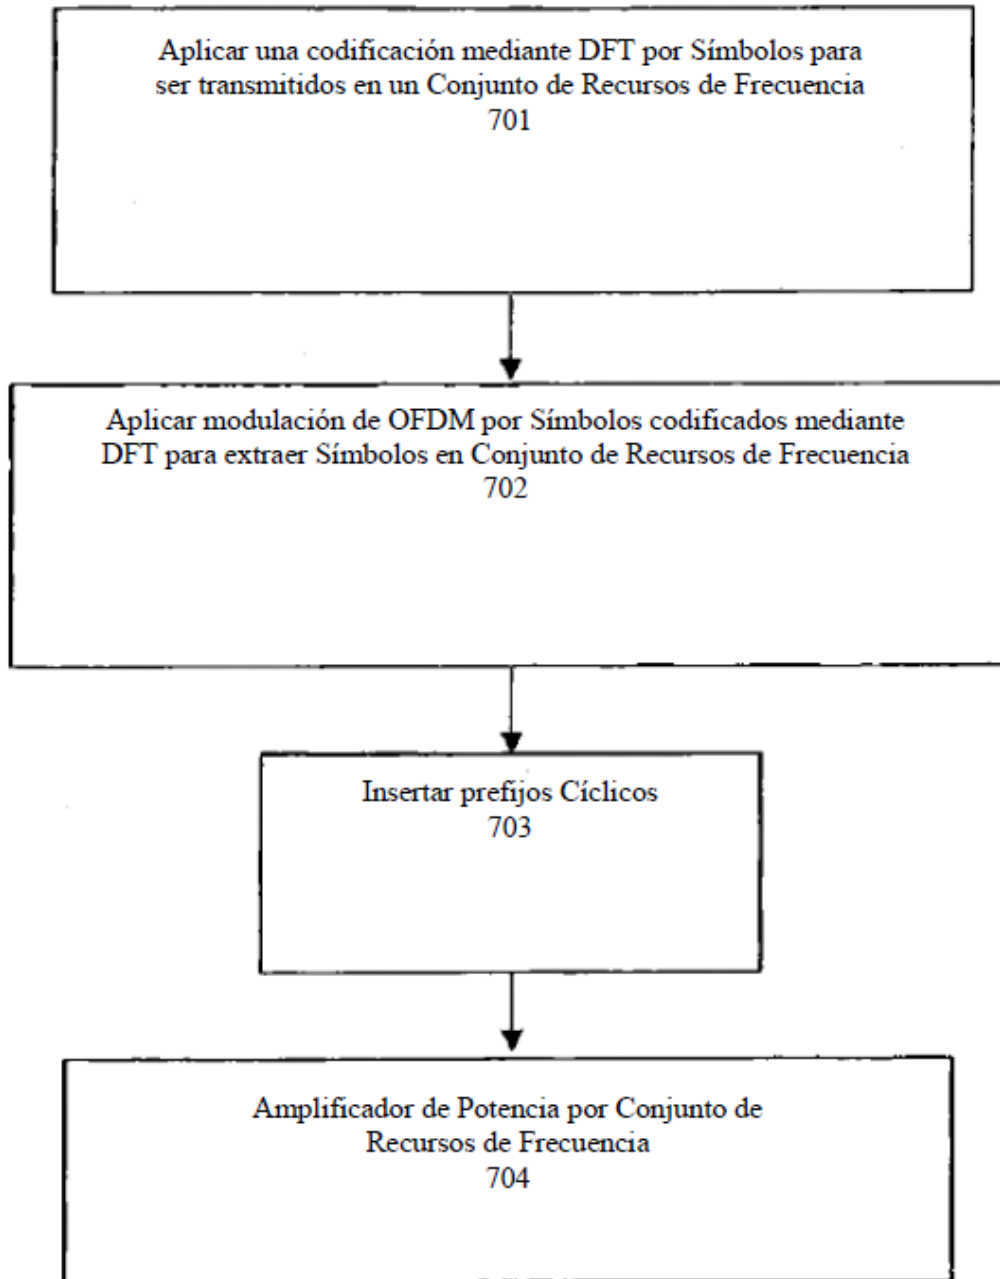 Aplicar una codificación mediante DFT por Símbolos para
ser transmitidos en un Conjunto de Recursos de Frecuencia
701
Aplicar modulación de OFDM por Símbolos codificados mediante
DFT para extraer Símbolos en Conjunto de Recursos de Frecuencia
702
Insertar prefijos Cíclicos
703
Amplificador de Potencia por Conjunto de
Recursos de Frecuencia
704